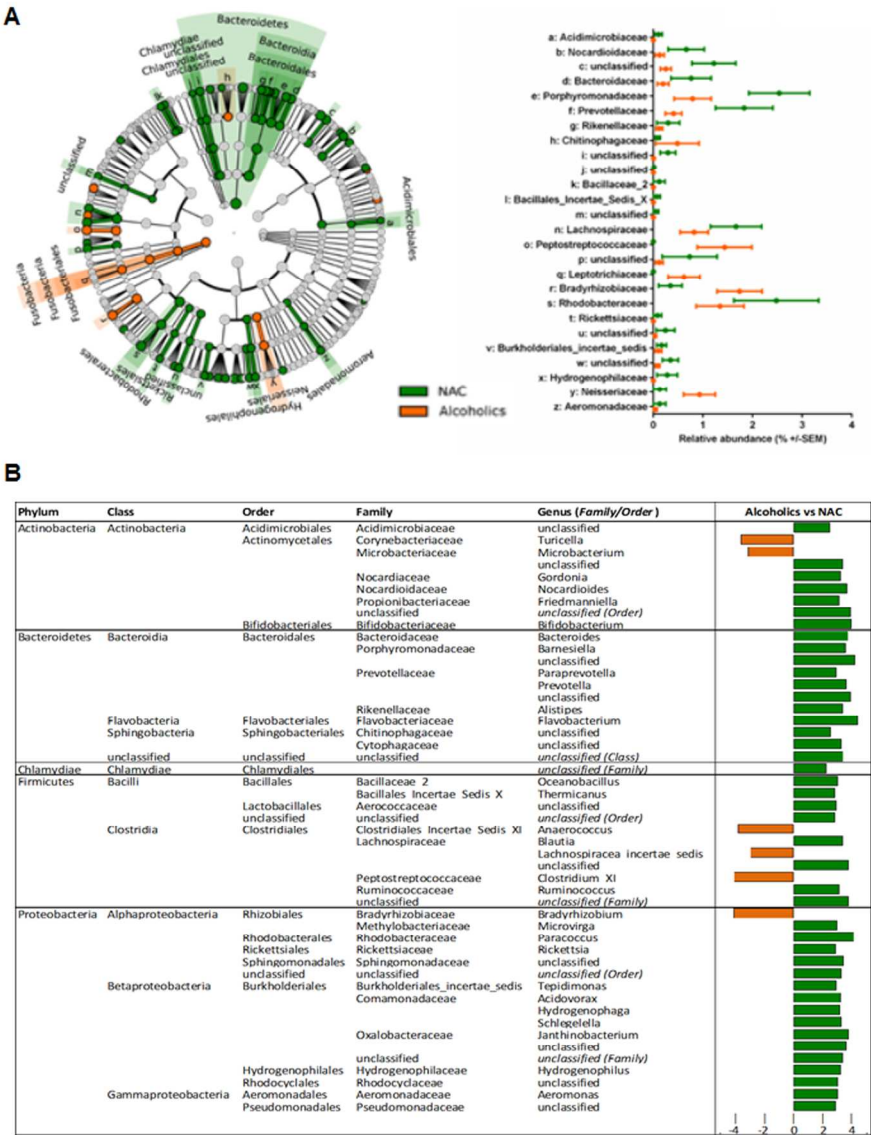 A
Bacteroidetes
Chlamydiae
unclassified
Chlamydiales
unclassified
Bacteroidia
Bacteroidales
h
g
f
e
d
b
unclassified
Acidimicrobiales
a
Fusobacteria
Fusobacteria
Fusobacteriales
Rhodobacterales
Rickettsiales
unclassified
Hydrogenophilales
Neisseriales
Aeromonadales
NAC
Alcoholics
a: Acidimicrobiaceae
b: Nocardioidaceae
c: unclassified
d: Bacteroidaceae
e: Porphyromonadaceae
f: Prevotellaceae
g: Rikenellaceae
h: Chitinophagaceae
i: unclassified
j: unclassified
k: Bacillaceae_2
l: Bacillales_Incertae_Sedis_X
m: unclassified
n: Lachnospiraceae
o: Peptostreptococcaceae
p: unclassified
q: Leptotrichiaceae
r: Bradyrhizobiaceae
s: Rhodobacteraceae
t: Rickettsiaceae
u: unclassified
v: Burkholderiales_incertae_sedis
w: unclassified
x: Hydrogenophilaceae
y: Neisseriaceae
z: Aeromonadaceae
0 1 2 3 4
Relative abundance (% +/-SEM)
B
Phylum Class Order Family Genus (Family/Order) Alcoholics vs NAC
Actinobacteria Actinobacteria Acidimicrobiales Acidimicrobiaceae unclassified
Actinomycetales Corynebacteriaceae Turicella
Microbacteriaceae Microbacterium
unclassified
Nocardiaceae Gordonia
Nocardioidaceae Nocardioides
Propionibacteriaceae Friedmanniella
unclassified unclassified (Order)
Bifidobacteriales Bifidobacteriaceae Bifidobacterium
Bacteroidetes Bacteroidia Bacteroidales Bacteroidaceae Bacteroides
Porphyromonadaceae Barnesiella
unclassified
Prevotellaceae Paraprevotella
Prevotella
unclassified
Rikenellaceae Alistipes
Flavobacteria Flavobacteriales Flavobacteriaceae Flavobacterium
Sphingobacteria Sphingobacteriales Chitinophagaceae unclassified
Cytophagaceae unclassified
unclassified unclassified unclassified unclassified (Class)
Chlamydiae Chlamydiae Chlamydiales unclassified (Family)
Firmicutes Bacilli Bacillales Bacillaceae 2 Oceanobacillus
Bacillales Incertae Sedis X Thermicanus
Lactobacillales Aerococcaceae unclassified
unclassified unclassified unclassified (Order)
Clostridia Clostridiales Clostridiales Incertae Sedis XI Anaerococcus
Lachnospiraceae Blautia
Lachnospiracea incertae sedis
unclassified
Peptostreptococcaceae Clostridium XI
Ruminococcaceae Ruminococcus
unclassified unclassified (Family)
Proteobacteria Alphaproteobacteria Rhizobiales Bradyrhizobiaceae Bradyrhizobium
Methylobacteriaceae Microvirga
Rhodobacterales Rhodobacteraceae Paracoccus
Rickettsiales Rickettsiaceae Rickettsia
Sphingomonadales Sphingomonadaceae unclassified
unclassified unclassified unclassified (Order)
Betaproteobacteria Burkholderiales Burkholderiales_incertae_sedis Tepidimonas
Comamonadaceae Acidovorax
Hydrogenophaga
Schlegelella
Oxalobacteraceae Janthinobacterium
unclassified
unclassified unclassified (Family)
Hydrogenophilales Hydrogenophilaceae Hydrogenophilus
Rhodocyclales Rhodocyclaceae unclassified
Gammaproteobacteria Aeromonadales Aeromonadaceae Aeromonas
Pseudomonadales Pseudomonadaceae unclassified
-4 -2 0 2 4